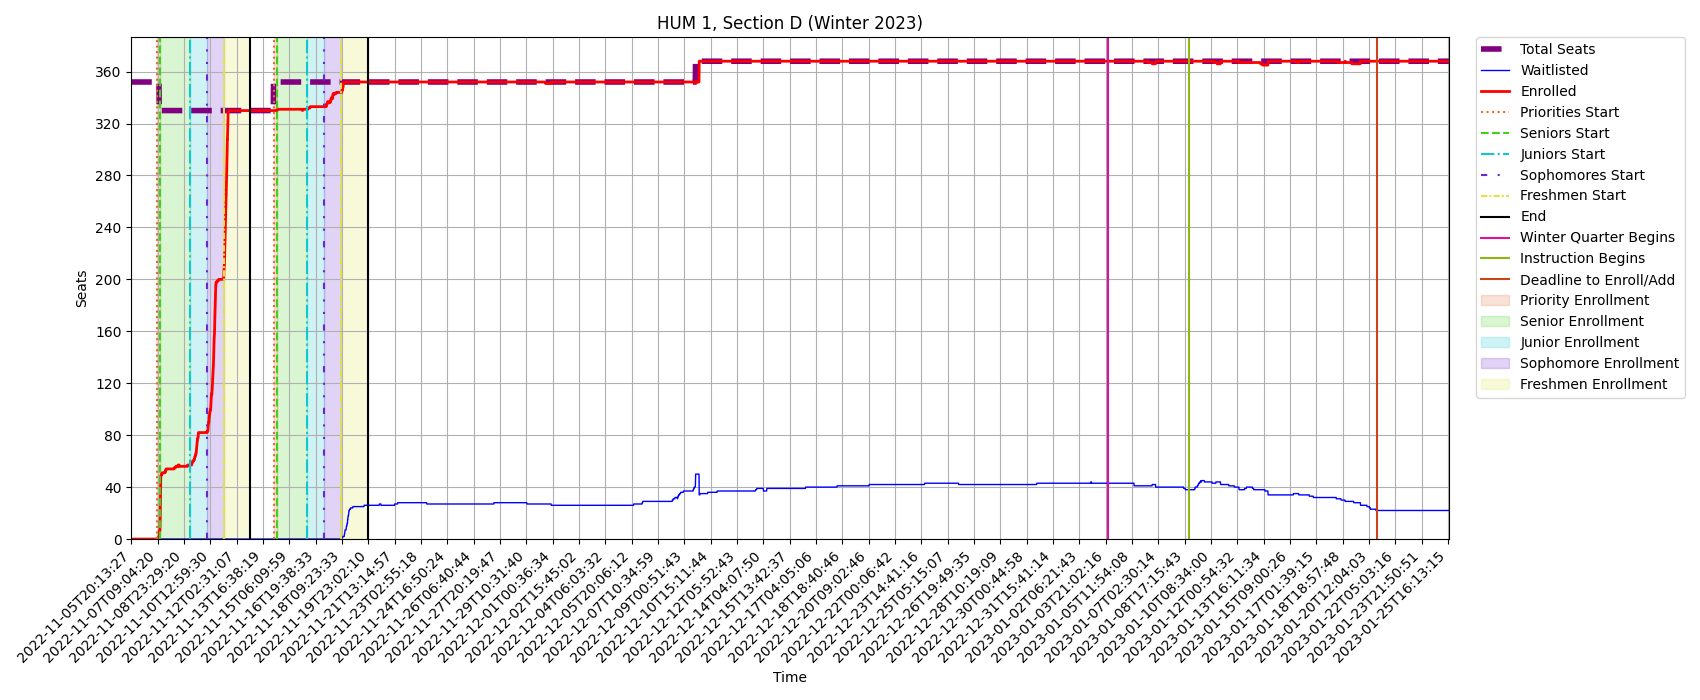 HUM 1, Section D (Winter 2023)
Seats
360
320
280
240
200
160
120
80
40
0
2022-11-05T20:13:27
2022-11-07T09:04:20
2022-11-08T23:29:20
2022-11-10T12:59:30
2022-11-12T02:31:07
2022-11-13T16:38:19
2022-11-15T06:09:59
2022-11-16T19:38:33
2022-11-18T09:23:33
2022-11-19T23:02:10
2022-11-21T13:14:57
2022-11-23T02:55:18
2022-11-24T16:50:24
2022-11-26T06:40:44
2022-11-27T20:19:47
2022-11-29T10:31:40
2022-12-01T00:36:34
2022-12-02T15:45:02
2022-12-04T06:03:32
2022-12-05T20:06:12
2022-12-07T10:34:59
2022-12-09T00:51:43
2022-12-10T15:11:44
2022-12-12T05:52:43
2022-12-14T04:07:50
2022-12-15T13:42:37
2022-12-17T04:05:06
2022-12-18T18:40:46
2022-12-20T09:02:46
2022-12-22T00:06:42
2022-12-23T14:41:16
2022-12-25T05:15:07
2022-12-26T19:49:35
2022-12-28T10:19:09
2022-12-30T00:44:58
2022-12-31T15:41:14
2023-01-02T06:21:43
2023-01-03T21:02:16
2023-01-05T11:54:08
2023-01-07T02:30:14
2023-01-08T17:15:43
2023-01-10T08:34:00
2023-01-12T00:54:32
2023-01-13T16:11:34
2023-01-15T09:00:26
2023-01-17T01:39:15
2023-01-18T18:57:48
2023-01-20T12:04:03
2023-01-22T05:03:16
2023-01-23T21:50:51
2023-01-25T16:13:15
Time
Total Seats
Waitlisted
Enrolled
Priorities Start
Seniors Start
Juniors Start
Sophomores Start
Freshmen Start
End
Winter Quarter Begins
Instruction Begins
Deadline to Enroll/Add
Priority Enrollment
Senior Enrollment
Junior Enrollment
Sophomore Enrollment
Freshmen Enrollment